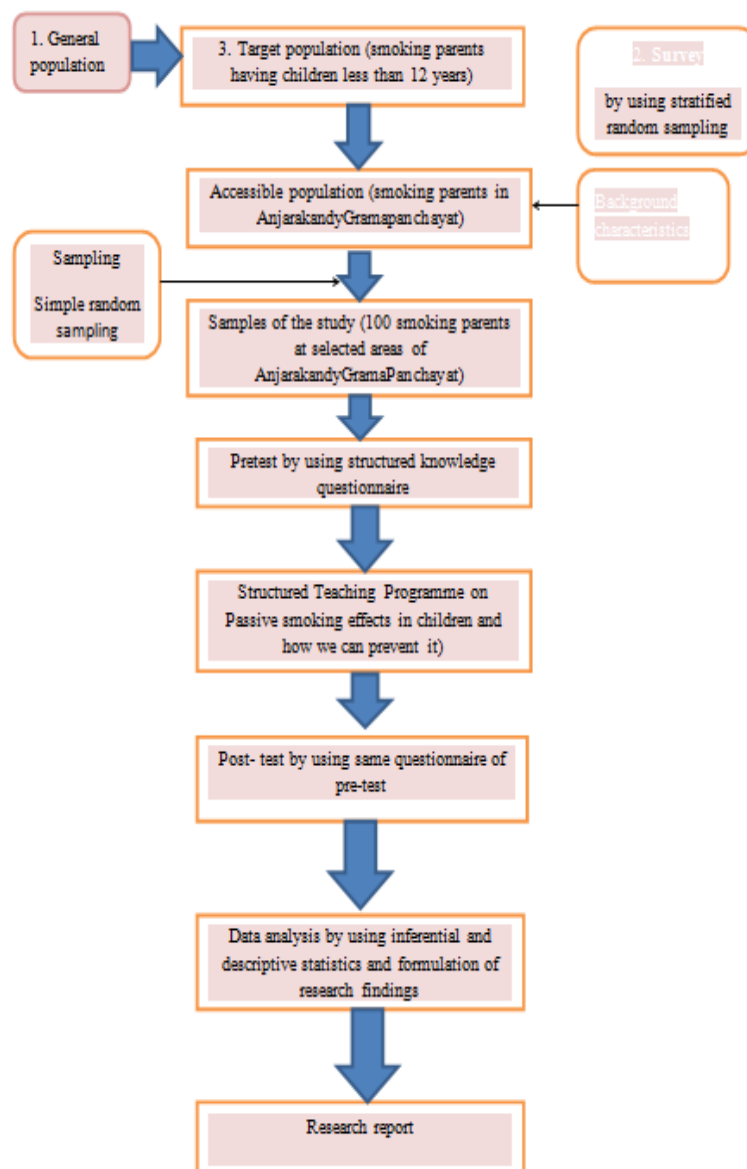 1. General
population
3. Target population (smoking parents
having children less than 12 years)
2. Survey
by using stratified
random sampling
Accessible population (smoking parents in
AnjarakandyGramapanchayat)
Background
characteristics
Sampling
Simple random
sampling
Samples of the study (100 smoking parents
at selected areas of
AnjarakandyGramaPanchayat)
Pretest by using structured knowledge
questionnaire
Structured Teaching Programme on
Passive smoking effects in children and
how we can prevent it)
Post- test by using same questionnaire of
pre-test
Data analysis by using inferential and
descriptive statistics and formulation of
research findings
Research report